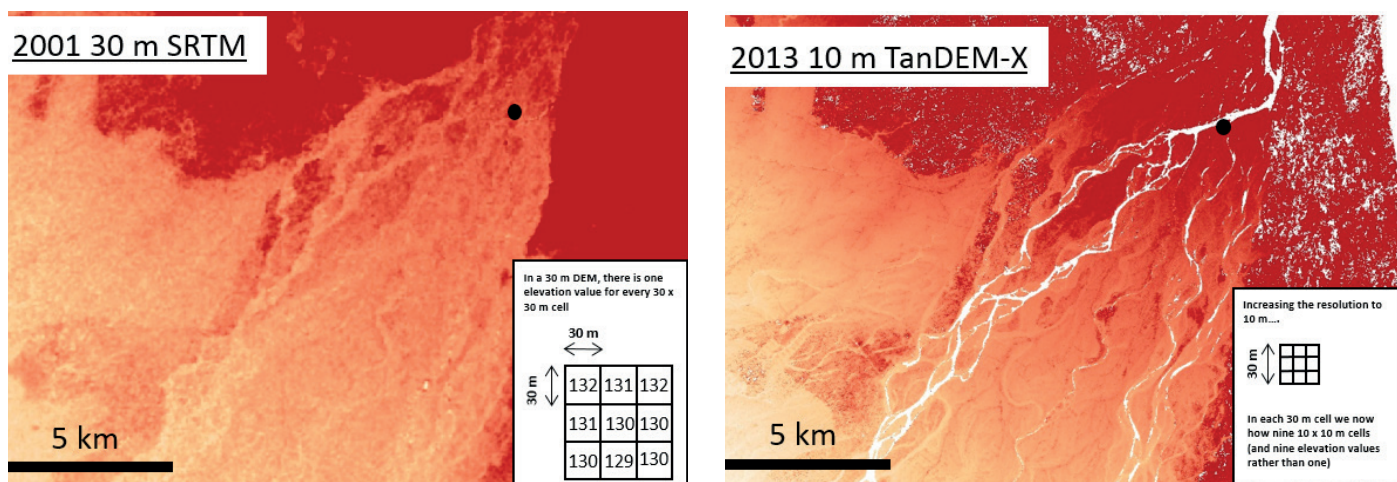 2001 30 m SRTM
In a 30 m DEM, there is one
elevation value for every 30 x
30 m cell
30 m
30 m
132 131 132
131 130 130
130 129 130
5 km
2013 10 m TanDEM-X
Increasing the resolution to
10 m....
30 m
In each 30 m cell we now
how nine 10 x 10 m cells
(and nine elevation values
rather than one)
5 km